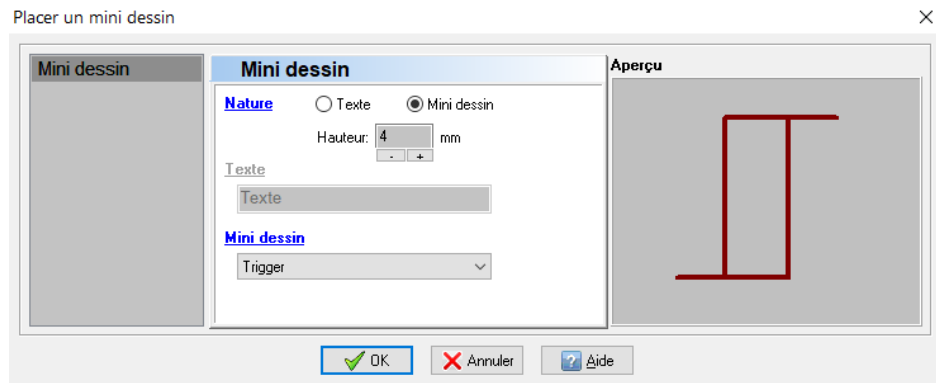 Placer un mini dessin
Mini dessin
Mini dessin
Nature
Texte
Mini dessin
Hauteur: 4 mm
- +
Texte
Texte
Mini dessin
Trigger
Aperçu
OK
Annuler
Aide